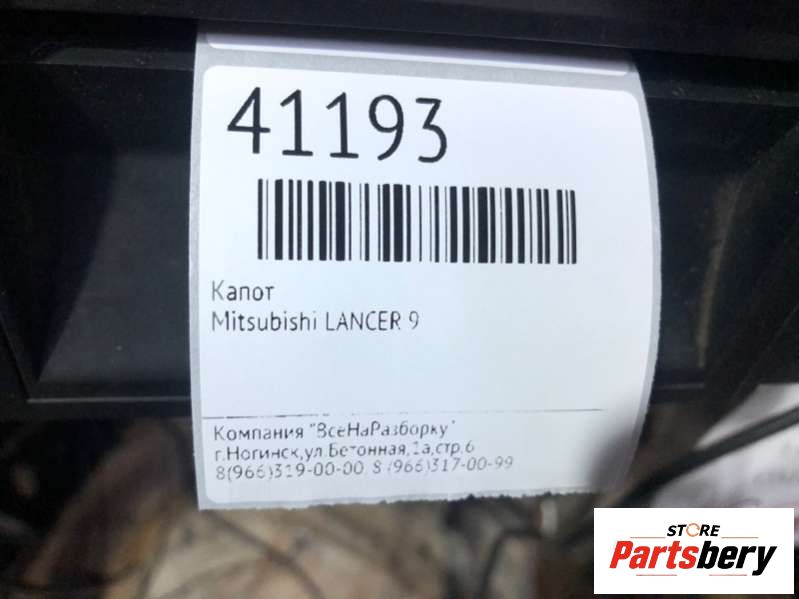 41193
Капот
Mitsubishi LANCER 9
Компания "ВсеНаРазборку"
г.Ногинск,ул.Бетонная,2а,стр.6
8(966)319-00-00, 8 (966)317-00-99
STORE
Partsbery